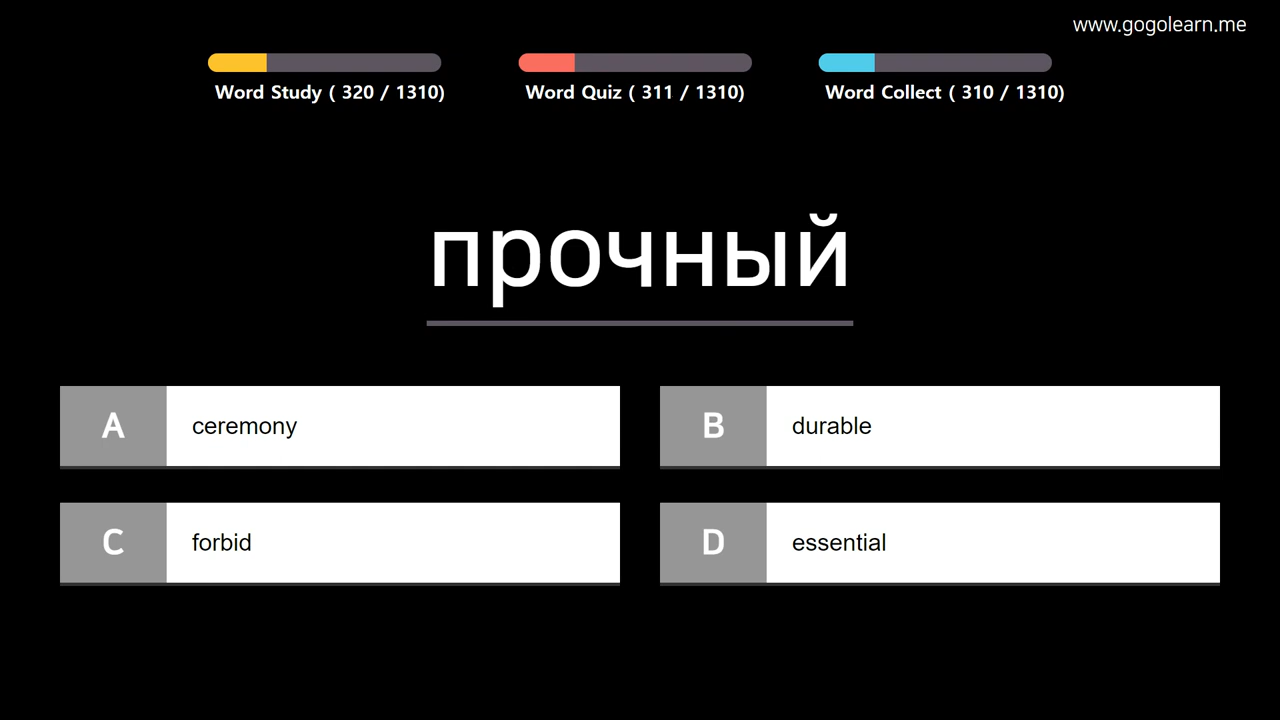 www.gogolearn.me
Word Study ( 320 / 1310)
Word Quiz ( 311 / 1310)
Word Collect ( 310 / 1310)
прочный
A ceremony
B durable
C forbid
D essential